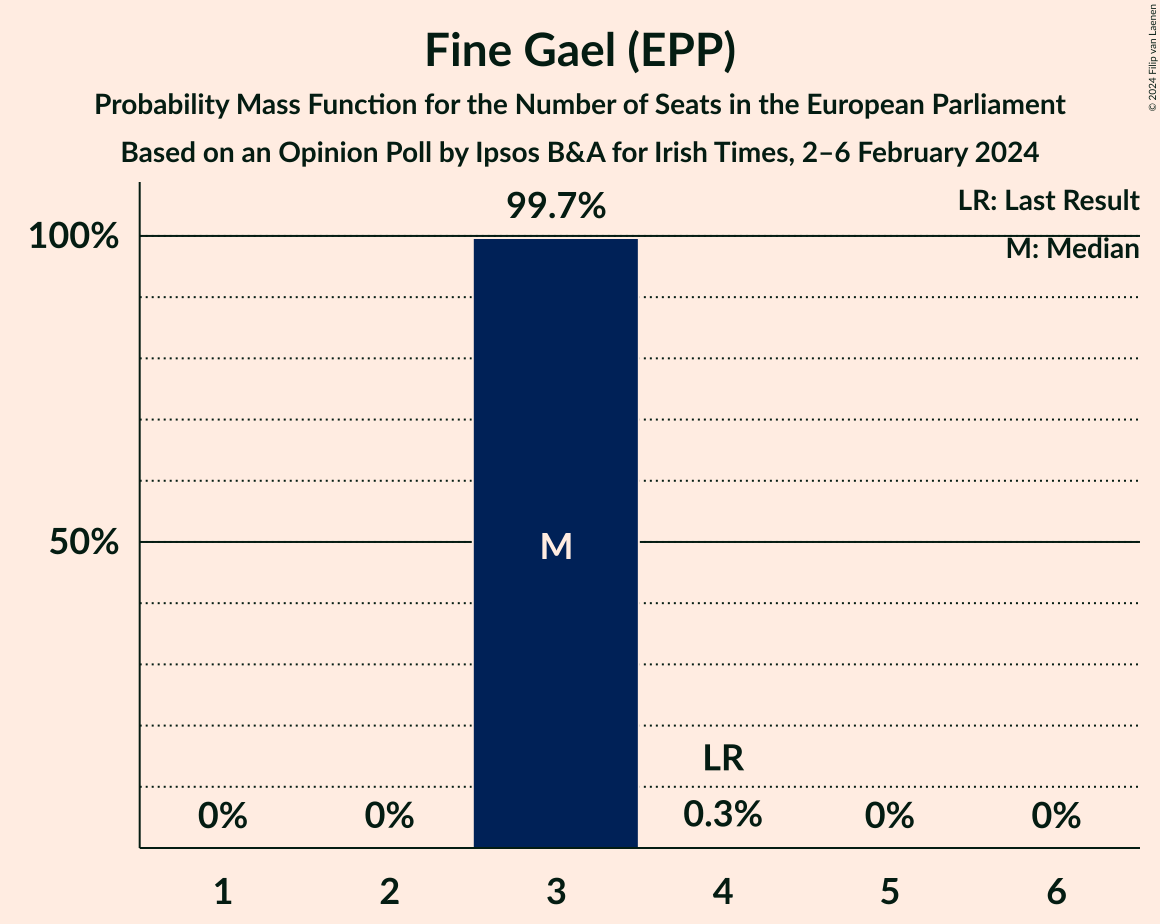 Fine Gael (EPP)
Probability Mass Function for the Number of Seats in the European Parliament
Based on an Opinion Poll by Ipsos B&A for Irish Times, 2–6 February 2024
© 2024 Filip van Laenen
LR: Last Result
M: Median
100%
50%
99.7%
M
LR
0%
0%
0.3%
0%
0%
1
2
3
4
5
6